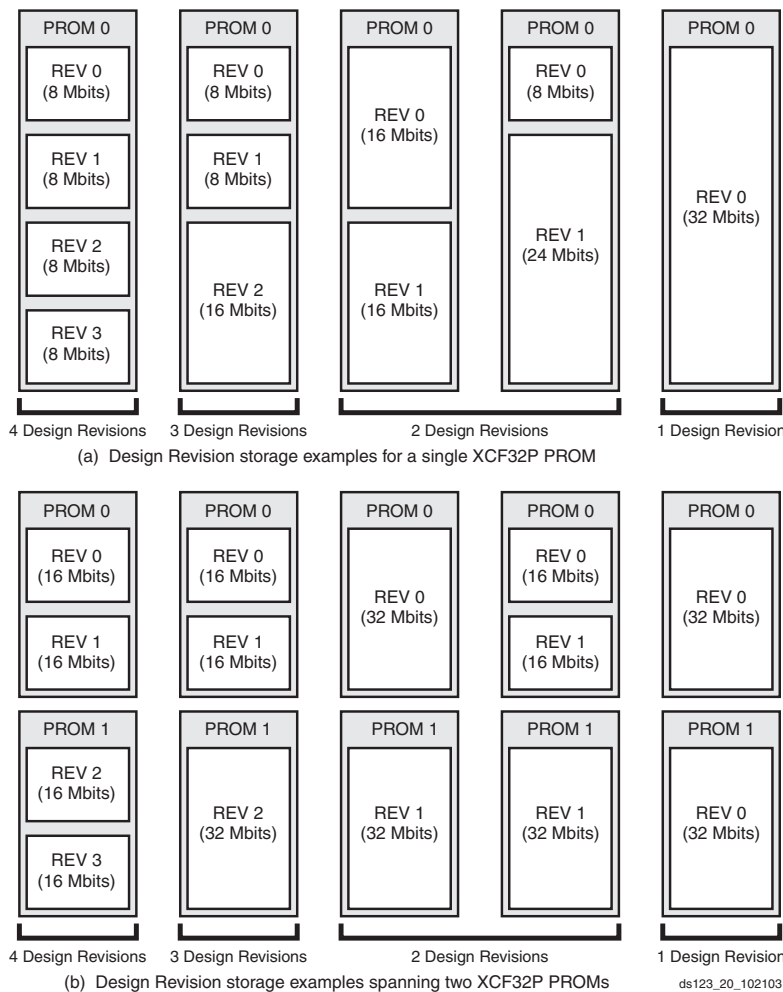 PROM 0
REV 0
(8 Mbits)
REV 1
(8 Mbits)
REV 2
(8 Mbits)
REV 3
(8 Mbits)
PROM 0
REV 0
(8 Mbits)
REV 1
(8 Mbits)
REV 2
(16 Mbits)
PROM 0
REV 0
(16 Mbits)
REV 1
(16 Mbits)
PROM 0
REV 0
(8 Mbits)
REV 1
(24 Mbits)
PROM 0
REV 0
(32 Mbits)
4 Design Revisions
3 Design Revisions
2 Design Revisions
1 Design Revision
(a) Design Revision storage examples for a single XCF32P PROM
PROM 0
REV 0
(16 Mbits)
REV 1
(16 Mbits)
PROM 0
REV 0
(16 Mbits)
REV 1
(16 Mbits)
PROM 0
REV 0
(32 Mbits)
PROM 0
REV 0
(16 Mbits)
REV 1
(16 Mbits)
PROM 0
REV 0
(32 Mbits)
PROM 1
REV 2
(16 Mbits)
REV 3
(16 Mbits)
PROM 1
REV 2
(32 Mbits)
PROM 1
REV 1
(32 Mbits)
PROM 1
REV 1
(32 Mbits)
PROM 1
REV 0
(32 Mbits)
4 Design Revisions
3 Design Revisions
2 Design Revisions
1 Design Revision
(b) Design Revision storage examples spanning two XCF32P PROMs
ds123_20_102103